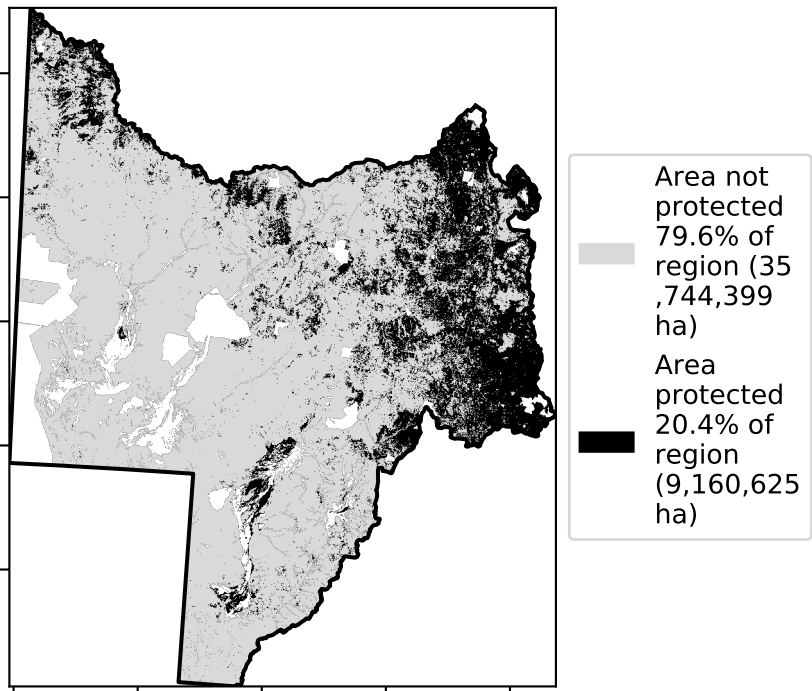 Area not
protected
79.6% of
region (35
,744,399
ha)
Area
protected
20.4% of
region
(9,160,625
ha)